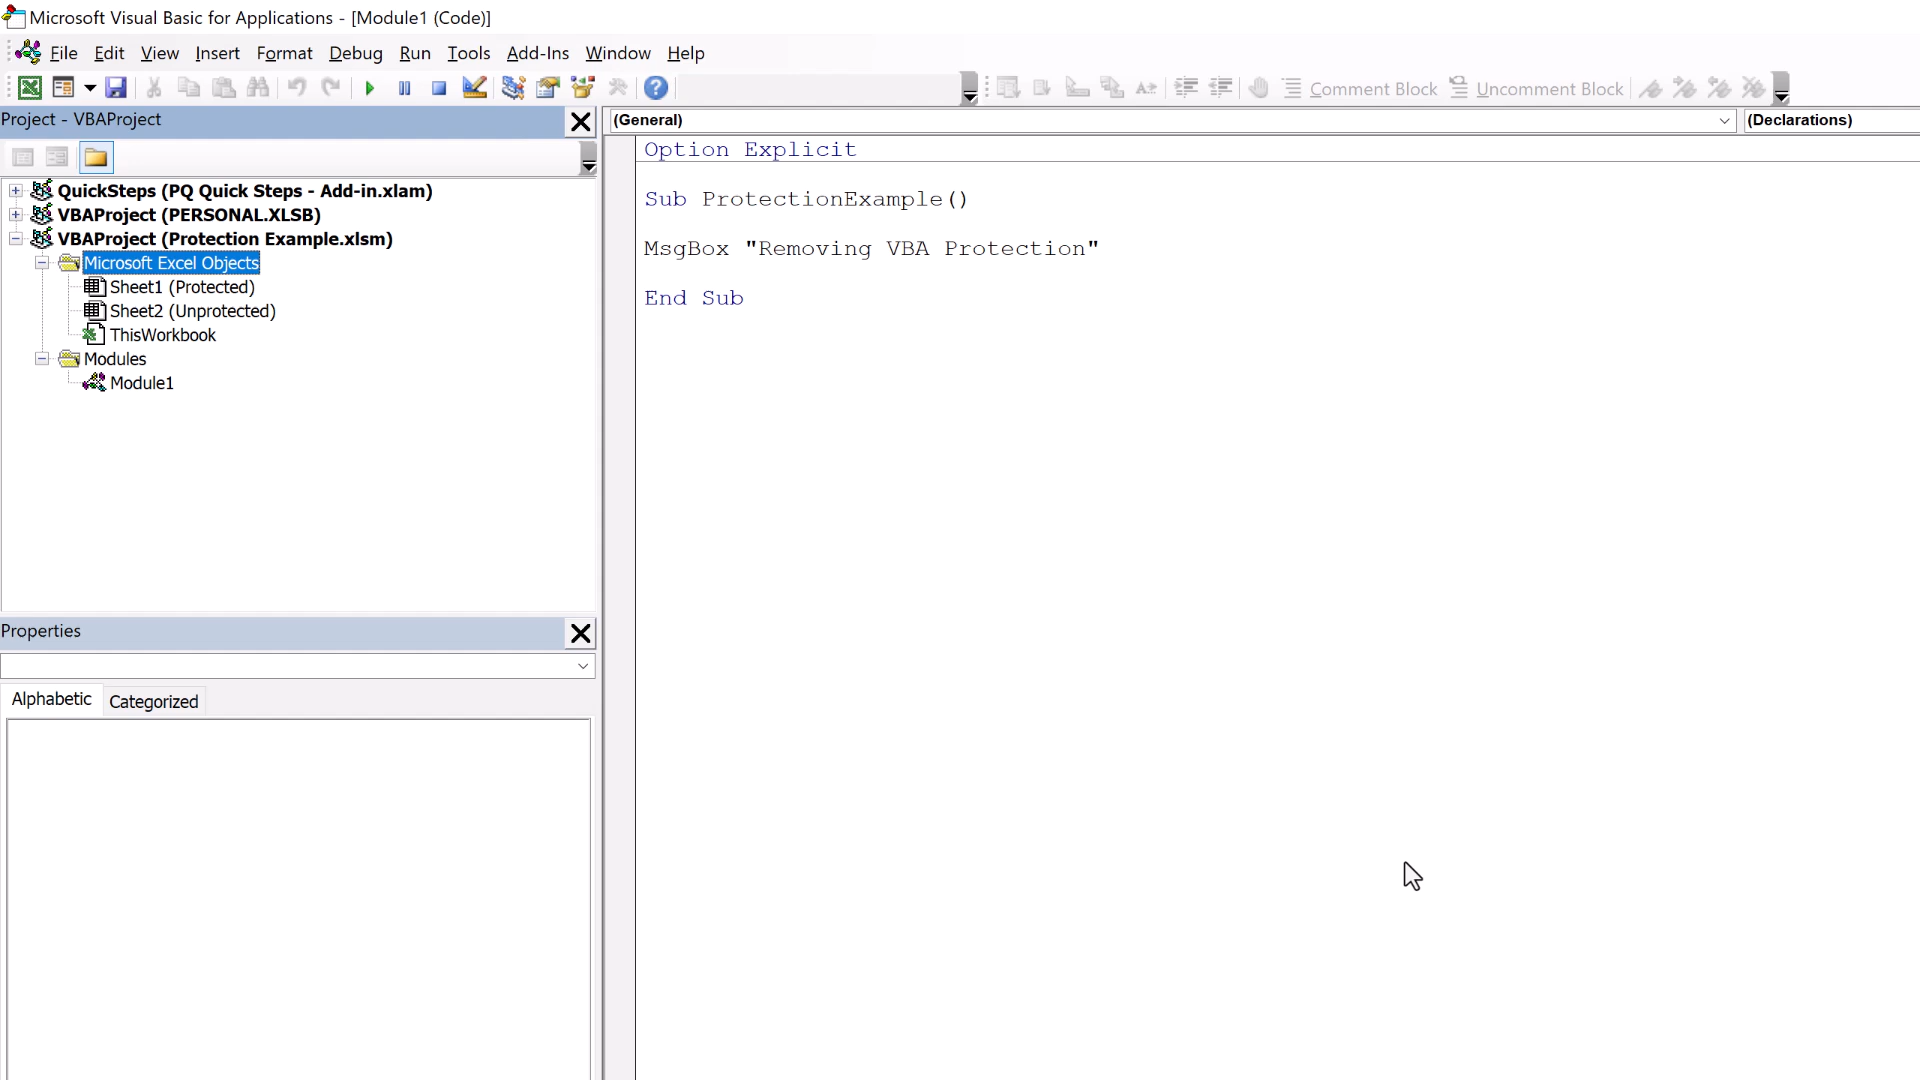 Microsoft Visual Basic for Applications - [Module1 (Code)]
File Edit View Insert Format Debug Run Tools Add-Ins Window Help
Comment Block Uncomment Block
Project - VBAProject
(General)
(Declarations)
QuickSteps (PQ Quick Steps - Add-in.xlam)
VBAProject (PERSONAL.XLSB)
VBAProject (Protection Example.xlsm)
Microsoft Excel Objects
Sheet1 (Protected)
Sheet2 (Unprotected)
ThisWorkbook
Modules
Module1
Properties
Alphabetic Categorized
Option Explicit
Sub ProtectionExample()
MsgBox "Removing VBA Protection"
End Sub